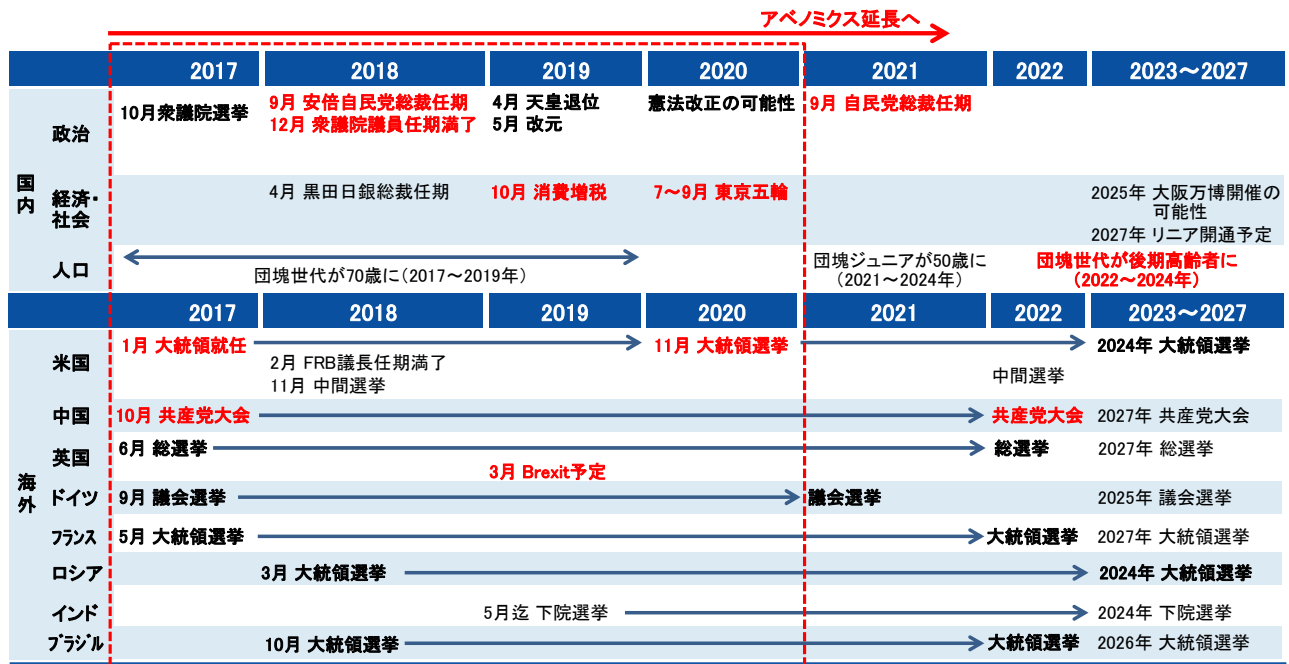 アベノミクス延長へ
2017 2018 2019 2020 2021 2022 2023～2027
国内
政治
10月衆議院選挙
9月 安倍自民党総裁任期
12月 衆議院議員任期満了
4月 天皇退位
5月 改元
憲法改正の可能性
9月 自民党総裁任期
経済・
社会
4月 黒田日銀総裁任期
10月 消費増税
7～9月 東京五輪
2025年 大阪万博開催の
可能性
2027年 リニア開通予定
人口
団塊世代が70歳に（2017～2019年）
団塊ジュニアが50歳に
（2021～2024年）
団塊世代が後期高齢者に
（2022～2024年）
2017 2018 2019 2020 2021 2022 2023～2027
海外
米国
1月 大統領就任
2月 FRB議長任期満了
11月 中間選挙
11月 大統領選挙
中間選挙
2024年 大統領選挙
中国
10月 共産党大会
共産党大会
2027年 共産党大会
英国
6月 総選挙
3月 Brexit予定
総選挙
2027年 総選挙
ドイツ
9月 議会選挙
議会選挙
2025年 議会選挙
フランス
5月 大統領選挙
大統領選挙
2027年 大統領選挙
ロシア
3月 大統領選挙
2024年 大統領選挙
インド
5月迄 下院選挙
2024年 下院選挙
ブラジル
10月 大統領選挙
大統領選挙
2026年 大統領選挙